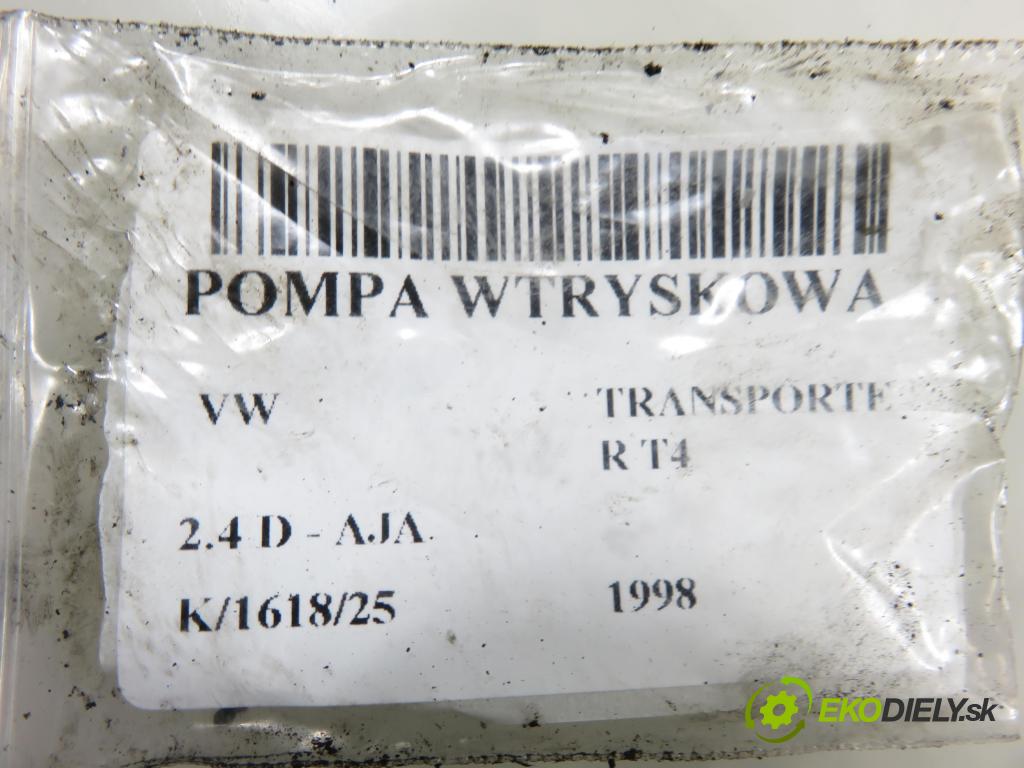 POMPA WTRYSKOWA
VW
TRANSPORTE
R T4
2.4 D - AJA
K/1618/25
1998
EKODIELY.sk